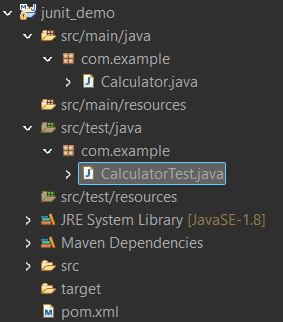 junit_demo
src/main/java
com.example
Calculator.java
src/main/resources
src/test/java
com.example
CalculatorTest.java
src/test/resources
JRE System Library [JavaSE-1.8]
Maven Dependencies
src
target
pom.xml